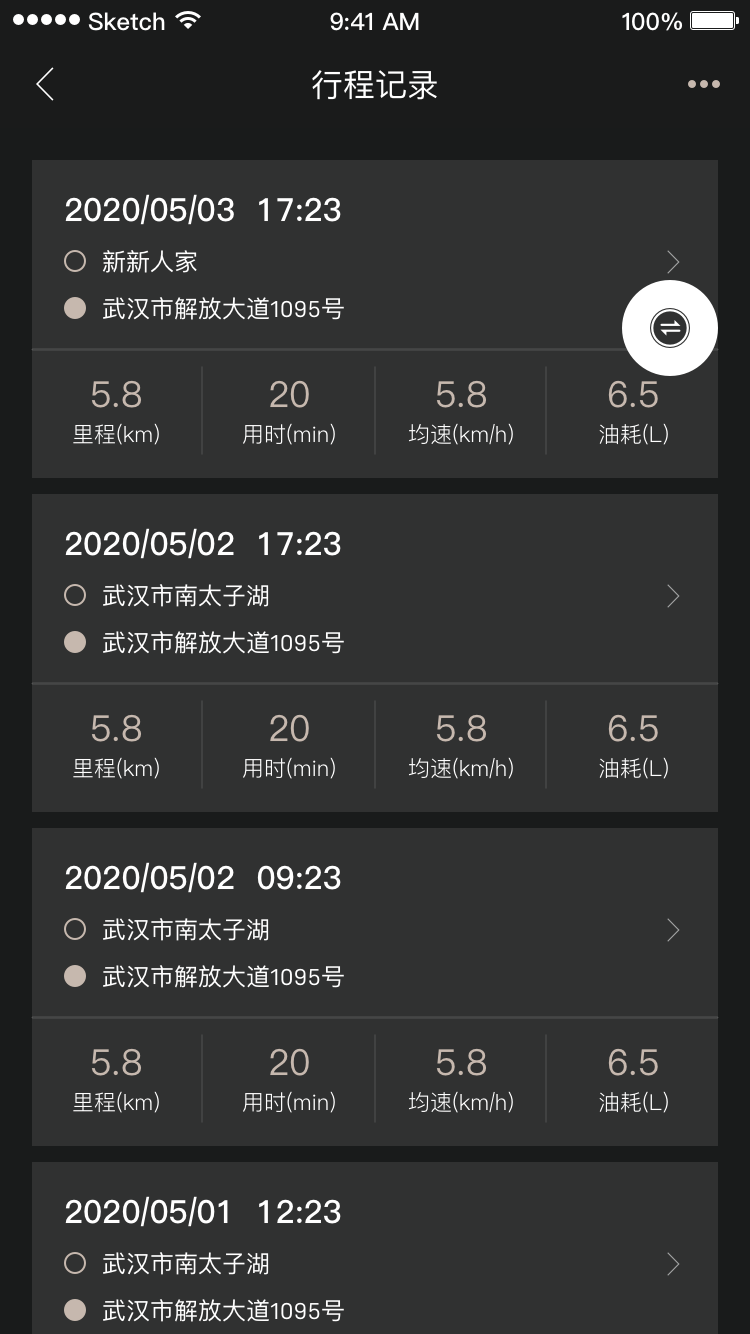 Sketch 9:41 AM 100%
行程记录
2020/05/03 17:23
新新人家
武汉市解放大道1095号
5.8 20 5.8 6.5
里程(km) 用时(min) 均速(km/h) 油耗(L)
2020/05/02 17:23
武汉市南太子湖
武汉市解放大道1095号
5.8 20 5.8 6.5
里程(km) 用时(min) 均速(km/h) 油耗(L)
2020/05/02 09:23
武汉市南太子湖
武汉市解放大道1095号
5.8 20 5.8 6.5
里程(km) 用时(min) 均速(km/h) 油耗(L)
2020/05/01 12:23
武汉市南太子湖
武汉市解放大道1095号